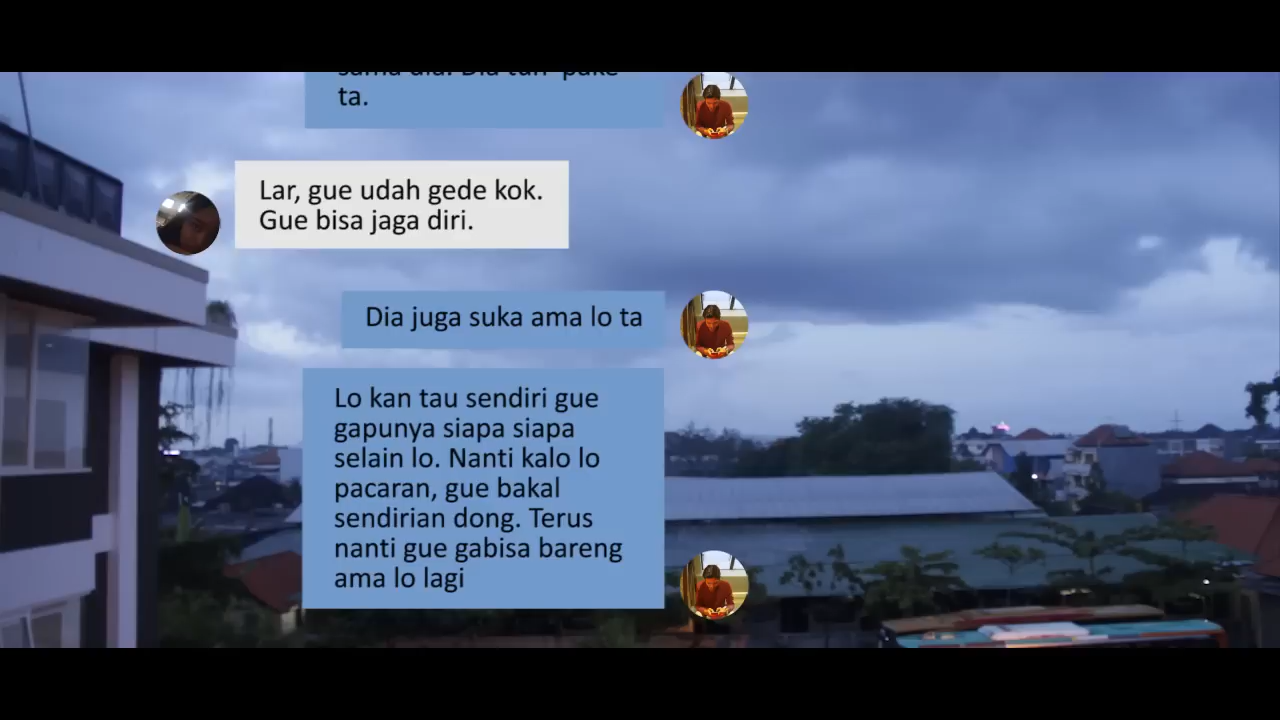 ta.
Lar, gue udah gede kok.
Gue bisa jaga diri.
Dia juga suka ama lo ta
Lo kan tau sendiri gue
gapunya siapa siapa
selain lo. Nanti kalo lo
pacaran, gue bakal
sendirian dong. Terus
nanti gue gabisa bareng
ama lo lagi